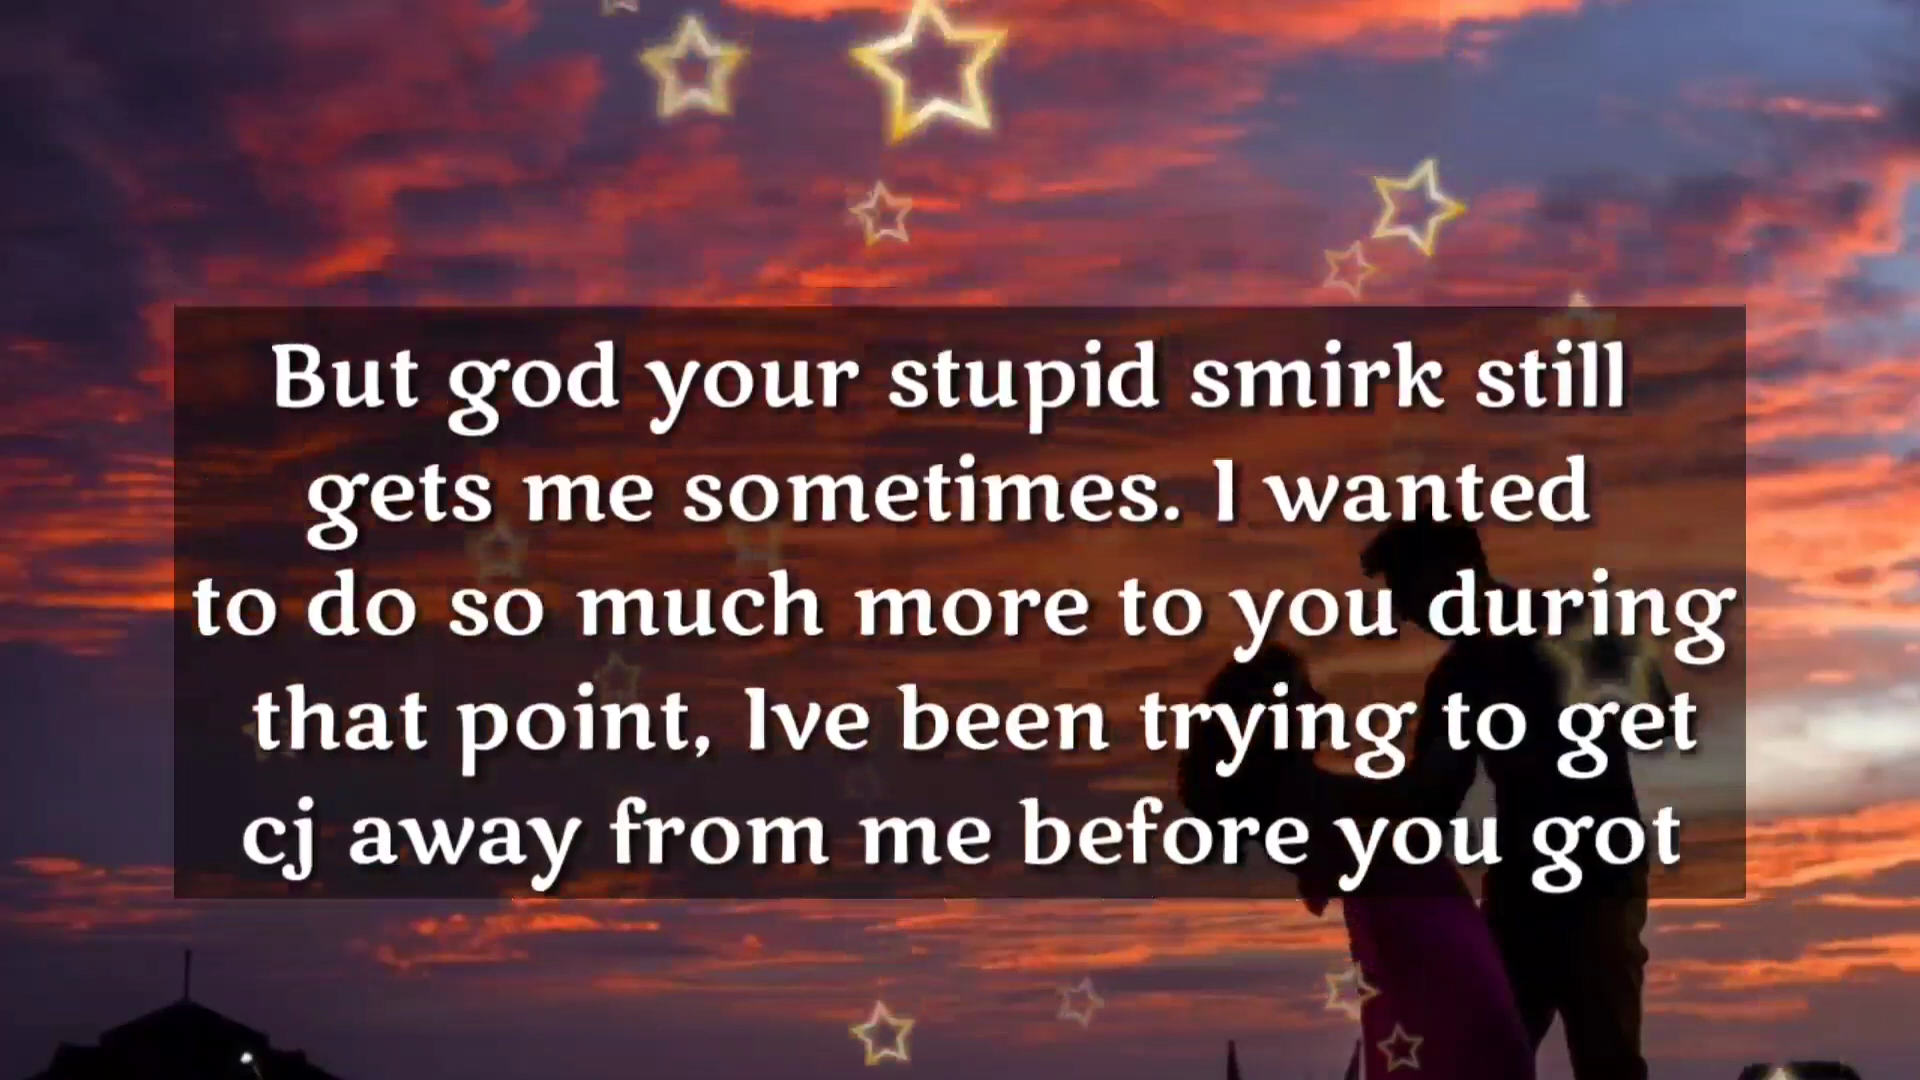 But god your stupid smirk still
gets me sometimes. I wanted
to do so much more to you during
that point, Ive been trying to get
cj away from me before you got